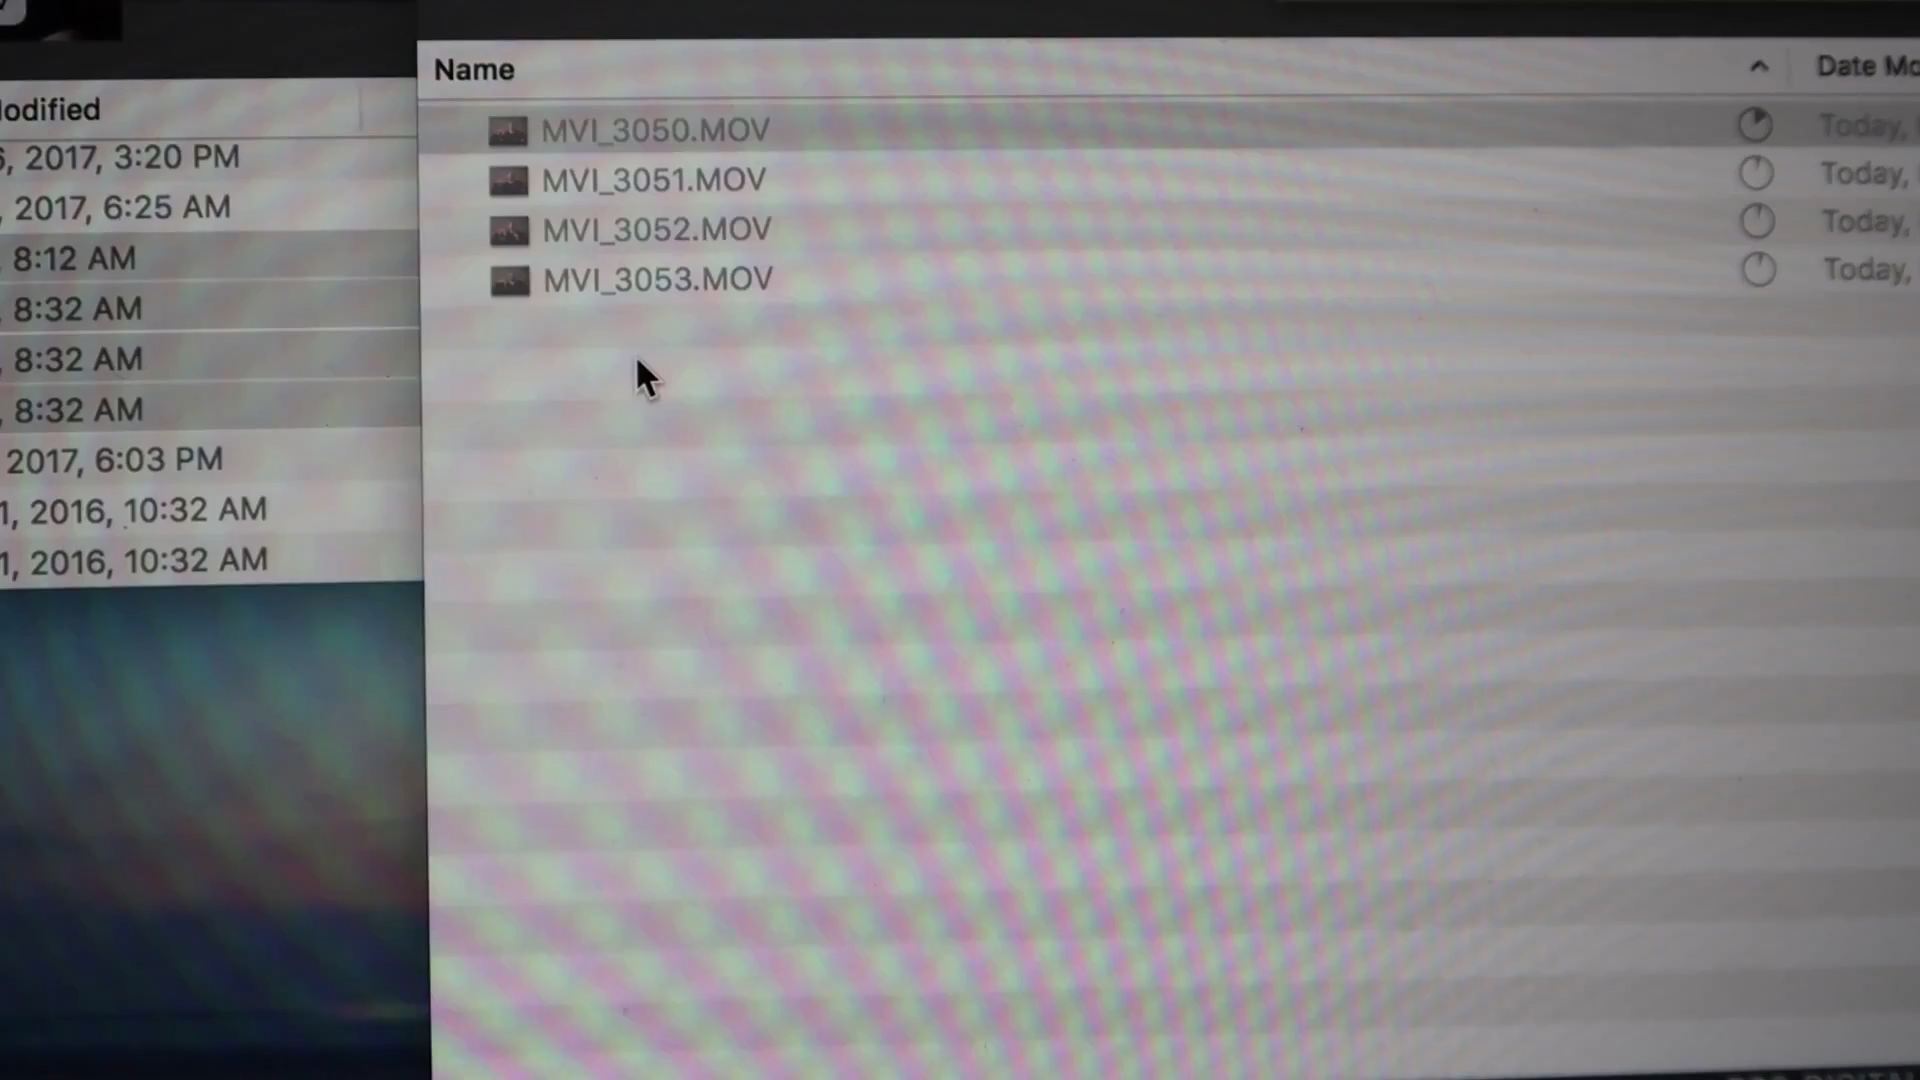 Modified
6, 2017, 3:20 PM
, 2017, 6:25 AM
, 8:12 AM
, 8:32 AM
, 8:32 AM
, 8:32 AM
2017, 6:03 PM
1, 2016, 10:32 AM
1, 2016, 10:32 AM
Name
Date Mo
MVI_3050.MOV
Today,
MVI_3051.MOV
Today,
MVI_3052.MOV
Today,
MVI_3053.MOV
Today,